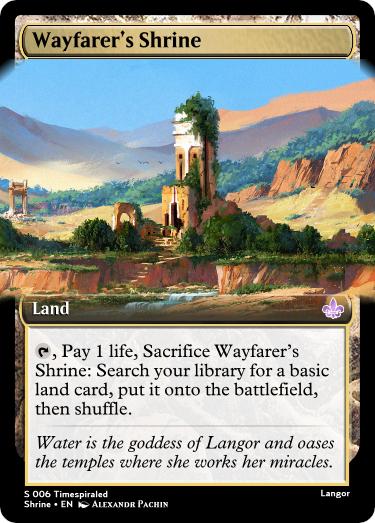 Wayfarer's Shrine
Land
, Pay 1 life, Sacrifice Wayfarer's
Shrine: Search your library for a basic
land card, put it onto the battlefield,
then shuffle.
Water is the goddess of Langor and oases
the temples where she works her miracles.
S 006 Timespiraled
Langor
Shrine • EN Alexandr Pachin